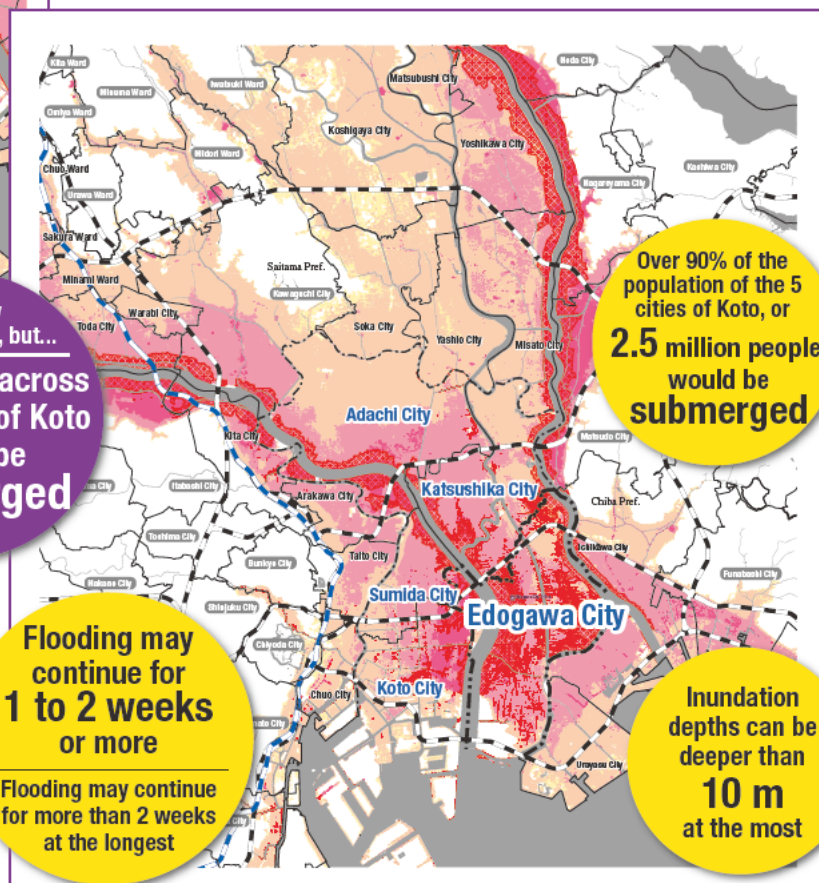 Kita Ward
Minuma Ward
Iwatsuki Ward
Matsubushi City
Noda City
Omiya Ward
Koshigaya City
Yoshikawa City
Midori Ward
Chuo Ward
Urawa Ward
Nagareyama City
Kashiwa City
Sakura Ward
Saitama Pref.
Minami Ward
Kawaguchi City
Toda City
Warabi City
Soka City
Yashio City
Misato City
Over 90% of the
population of the 5
cities of Koto, or
2.5 million people
would be
submerged
, but...
across
of Koto
be
ged
Adachi City
Kita City
Matsudo City
Katsushika City
Itabashi City
Arakawa City
Chiba Pref.
Toshima City
Taito City
Ichikawa City
Bunkyo City
Nakano City
Funabashi City
Sumida City
Shinjuku City
Edogawa City
Chiyoda City
Koto City
Chuo City
Urayasu City
Flooding may
continue for
1 to 2 weeks
or more
Flooding may continue
for more than 2 weeks
at the longest
Inundation
depths can be
deeper than
10 m
at the most